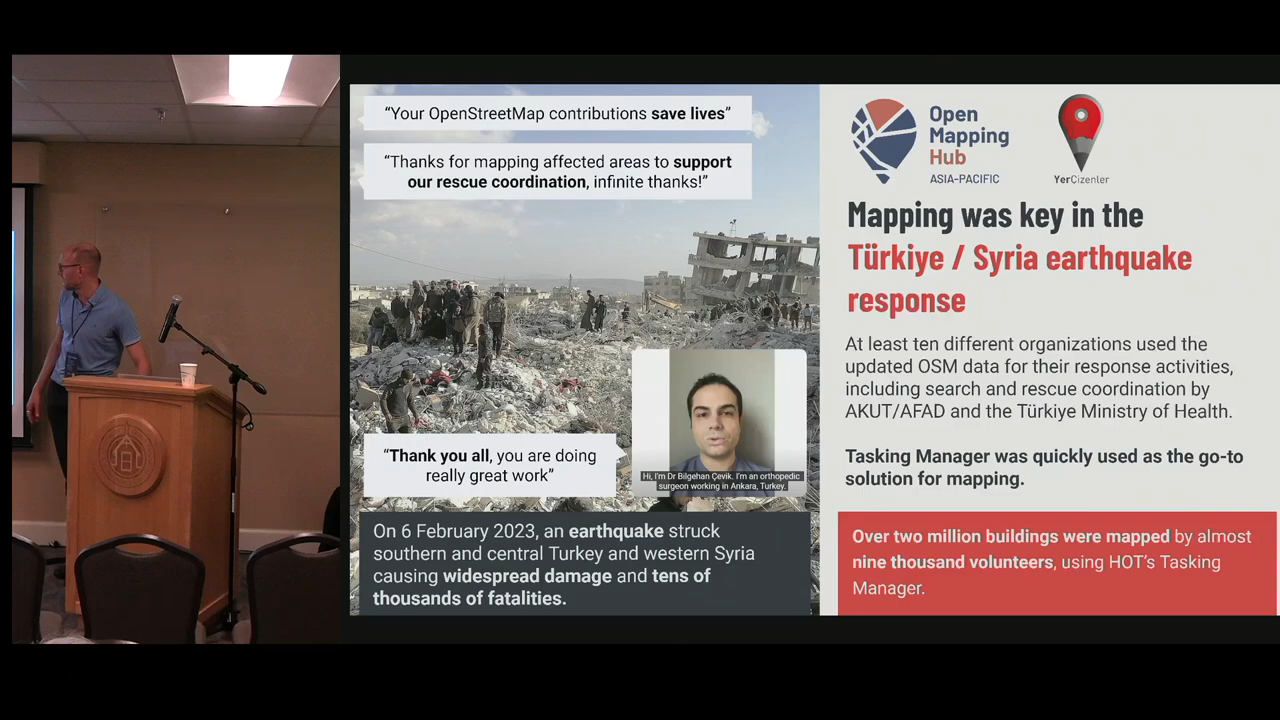 “Your OpenStreetMap contributions save lives”
“Thanks for mapping affected areas to support
our rescue coordination, infinite thanks!”
“Thank you all, you are doing
really great work”
Hi, I'm Dr Bilgehan Çevik. I'm an orthopedic
surgeon working in Ankara, Turkey.
On 6 February 2023, an earthquake struck
southern and central Turkey and western Syria
causing widespread damage and tens of
thousands of fatalities.
Open
Mapping
Hub
ASIA-PACIFIC
YerCizenler
Mapping was key in the
Türkiye / Syria earthquake
response
At least ten different organizations used the
updated OSM data for their response activities,
including search and rescue coordination by
AKUT/AFAD and the Türkiye Ministry of Health.
Tasking Manager was quickly used as the go-to
solution for mapping.
Over two million buildings were mapped by almost
nine thousand volunteers, using HOT’s Tasking
Manager.